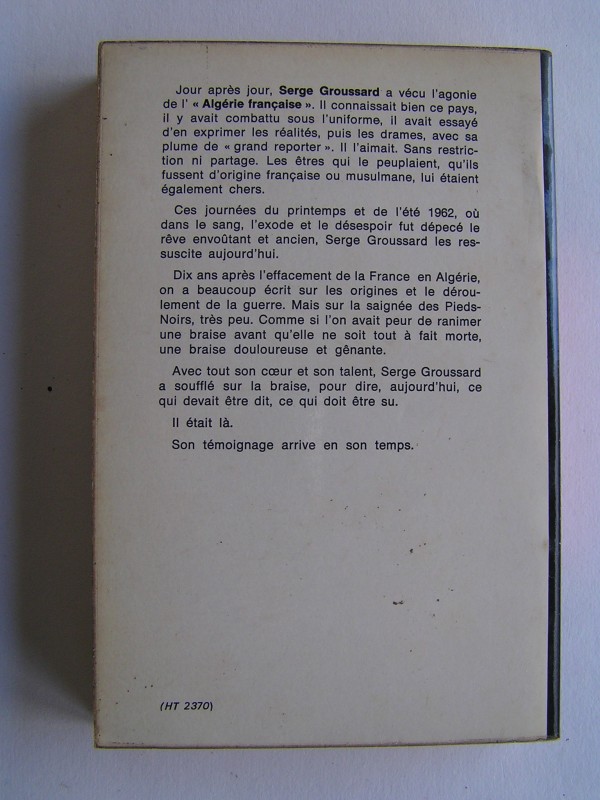 Jour après jour, Serge Groussard a vécu l'agonie
de l' « Algérie française ». Il connaissait bien ce pays,
il y avait combattu sous l'uniforme, il avait essayé
d'en exprimer les réalités, puis les drames, avec sa
plume de « grand reporter ». Il l'aimait. Sans restric-
tion ni partage. Les êtres qui le peuplaient, qu'ils
fussent d'origine française ou musulmane, lui étaient
également chers.
Ces journées du printemps et de l'été 1962, où
dans le sang, l'exode et le désespoir fut dépecé le
rêve envoûtant et ancien, Serge Groussard les res-
suscite aujourd'hui.
Dix ans après l'effacement de la France en Algérie,
on a beaucoup écrit sur les origines et le dérou-
lement de la guerre. Mais sur la saignée des Pieds-
Noirs, très peu. Comme si l'on avait peur de ranimer
une braise avant qu'elle ne soit tout à fait morte,
une braise douloureuse et gênante.
Avec tout son cœur et son talent, Serge Groussard
a soufflé sur la braise, pour dire, aujourd'hui, ce
qui devait être dit, ce qui doit être su.
Il était là.
Son témoignage arrive en son temps.
(HT 2370)